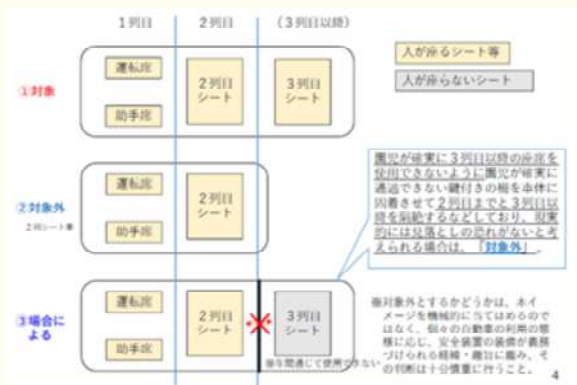 1列目 2列目 (3列目以降)
人が座るシート等
人が座らないシート
①対象
運転席
助手席
2列目
シート
3列目
シート
②対象外
2列シート車
運転席
助手席
2列目
シート
園児が確実に3列目以降の座席を
使用できないように園児が確実に
通過できない鍵付きの柵を車体に
固着させて2列目までと3列目以
降を隔絶するなどしており、現実
的には見落としの恐れがないと考
えられる場合は、「対象外」。
③場合に
よる
運転席
助手席
2列目
シート
※
3列目
シート
※年間通じて使用できない
※対象外とするかどうかは、本イ
メージを機械的に当てはめるので
はなく、個々の自動車の利用の態
様に応じ、安全装置の装備が義務
づけられる経緯・趣旨に鑑み、そ
の判断は十分慎重に行うこと。
4